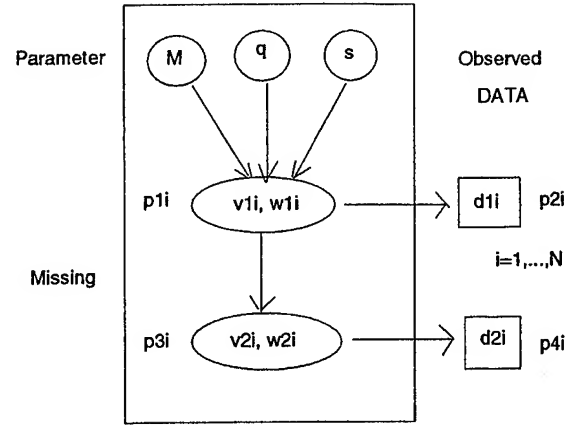 Parameter
M
q
s
Observed
DATA
p1i
v1i, w1i
d1i
p2i
i=1,...,N
Missing
p3i
v2i, w2i
d2i
p4i